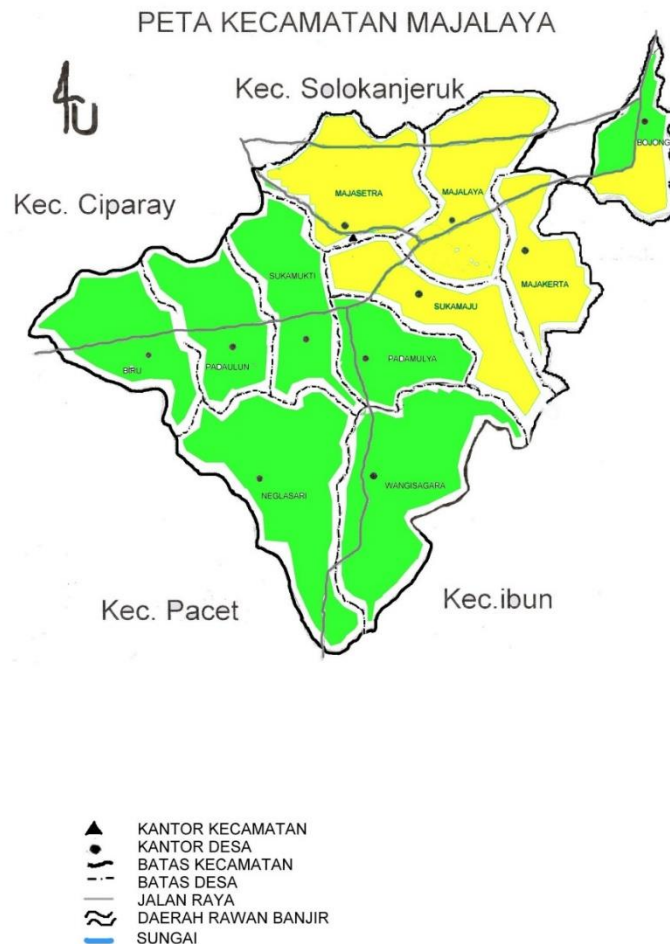 PETA KECAMATAN MAJALAYA
U
Kec. Solokanjeruk
BOJONG
MAJASETRA
MAJALAYA
Kec. Ciparay
SUKAMUKTI
MAJAKERTA
SUKAMAJU
BIRU
PADAULUN
PADAMULYA
NEGLASARI
WANGISAGARA
Kec. Pacet
Kec.ibun
KANTOR KECAMATAN
KANTOR DESA
BATAS KECAMATAN
BATAS DESA
JALAN RAYA
DAERAH RAWAN BANJIR
SUNGAI